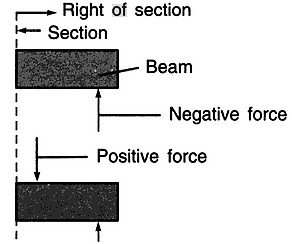 Right of section
Section
Beam
Negative force
Positive force